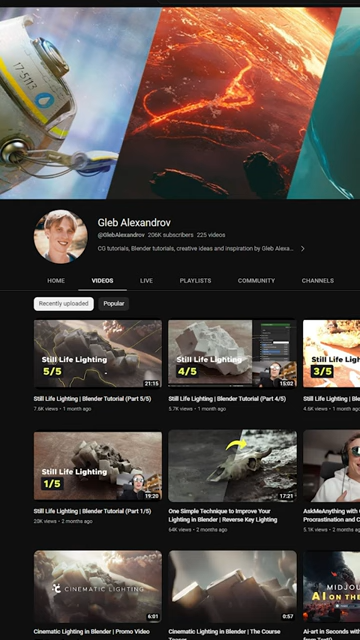 17-5113
Gleb Alexandrov
@GlebAlexandrov 206K subscribers 225 videos
CG tutorials, Blender tutorials, creative ideas and inspiration by Gleb Alexa...
HOME VIDEOS LIVE PLAYLISTS COMMUNITY CHANNELS
Recently uploaded Popular
Still Life Lighting
5/5
21:15
Still Life Lighting
4/5
15:02
Still Life Ligh
3/5
Still Life Lighting | Blender Tutorial (Part 5/5)
7.6K views • 1 month ago
Still Life Lighting | Blender Tutorial (Part 4/5)
5.7K views • 1 month ago
Still Life Lighting | Ble
4.6K views • 1 month
Still Life Lighting
1/5
19:20
17:21
Still Life Lighting | Blender Tutorial (Part 1/5)
20K views • 2 months ago
One Simple Technique to Improve Your
Lighting in Blender | Reverse Key Lighting
64K views • 2 months ago
AskMeAnything with
Procrastination and C
5.1K views • 2 months
CINEMATIC LIGHTING
6:01
0:57
MIDJOU
AI ON THE
Cinematic Lighting in Blender | Promo Video
Cinematic Lighting in Blender | The Course
AI-art in Seconds